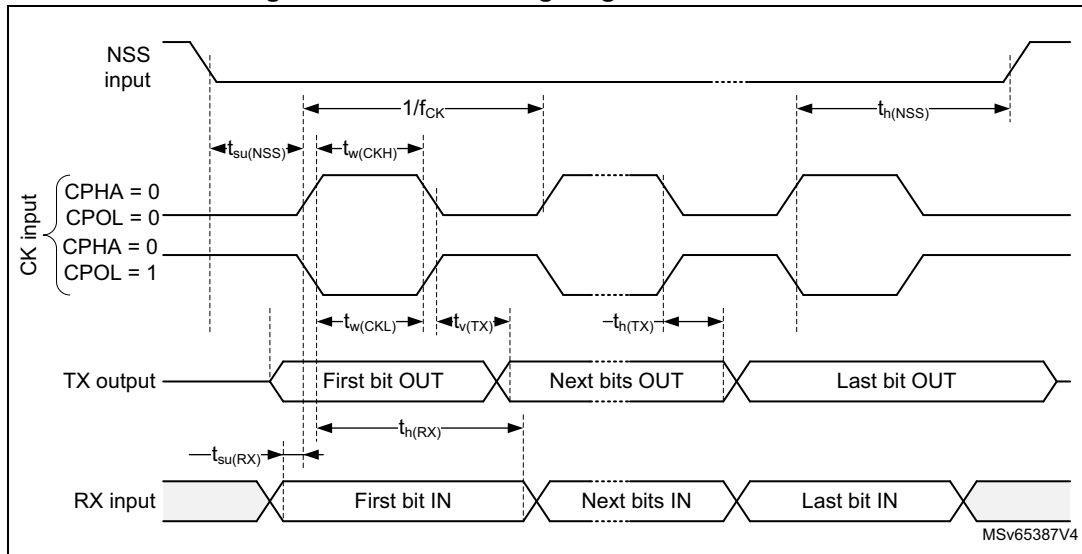 NSS
input
1/fCK
th(NSS)
tsu(NSS)
tw(CKH)
CK input
CPHA = 0
CPOL = 0
CPHA = 0
CPOL = 1
tw(CKL)
tv(TX)
th(TX)
TX output
First bit OUT
Next bits OUT
Last bit OUT
th(RX)
tsu(RX)
RX input
First bit IN
Next bits IN
Last bit IN
MSv65387V4